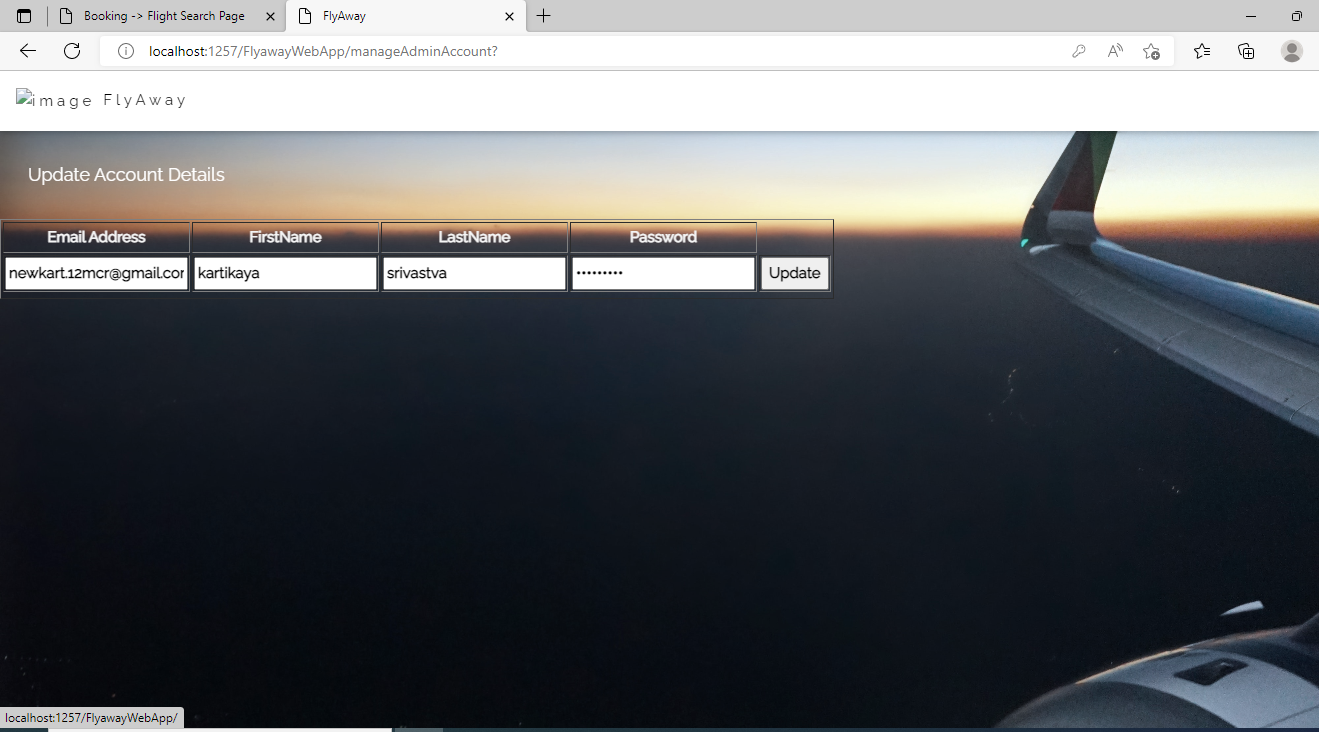 Booking -> Flight Search Page
FlyAway
localhost:1257/FlyawayWebApp/manageAdminAccount?
image FlyAway
Update Account Details
Email Address FirstName LastName Password
newkart.12mcr@gmail.cor kartikaya srivastva ••••••••• Update
localhost:1257/FlyawayWebApp/